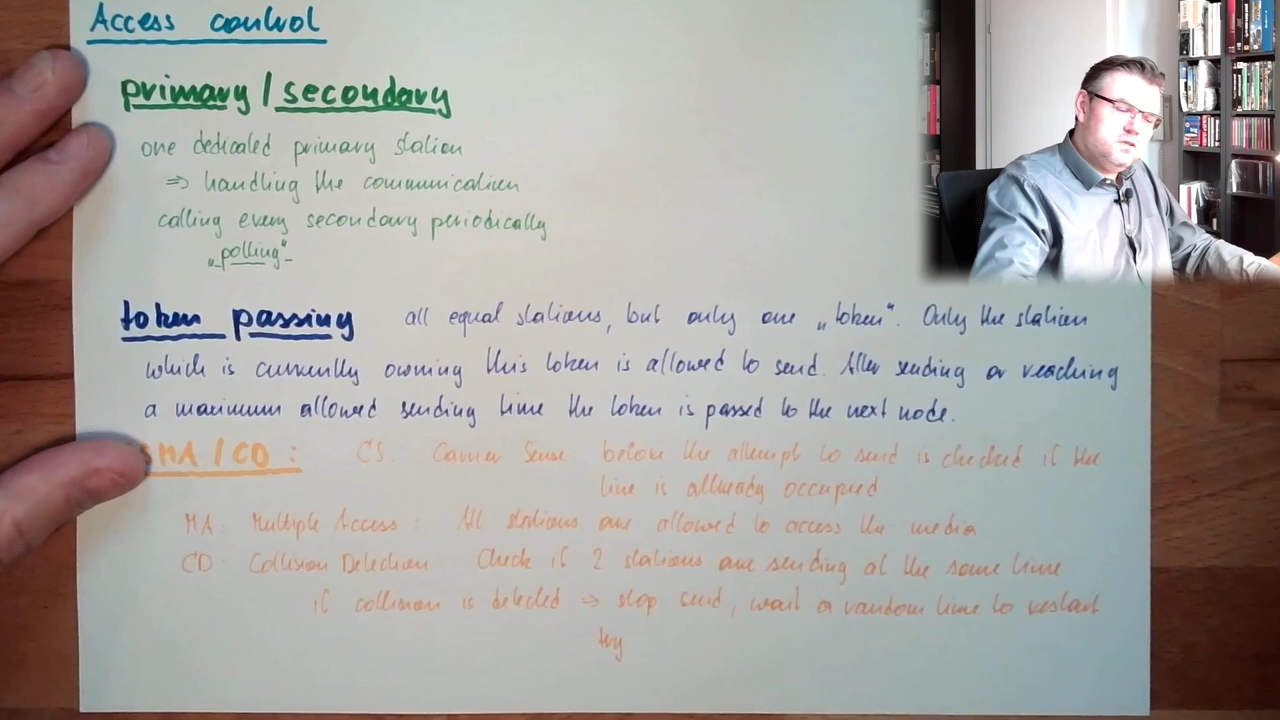 Access control
primary / secondary
one dedicated primary station
⇒ handling the communication
calling every secondary periodically
„polling"
token passing all equal stations, but only one „token". Only the station
which is currently owning this token is allowed to send. After sending or reaching
a maximum allowed sending time the token is passed to the next node.
SMA / CD : CS: Carrier Sense: before the attempt to send is checked if the
line is allready occupied
MA: Multiple Access: All stations are allowed to access the media
CD: Collision Detection: Check if 2 stations are sending at the same time
if collision is detected ⇒ stop send, wait a random time to restart
try